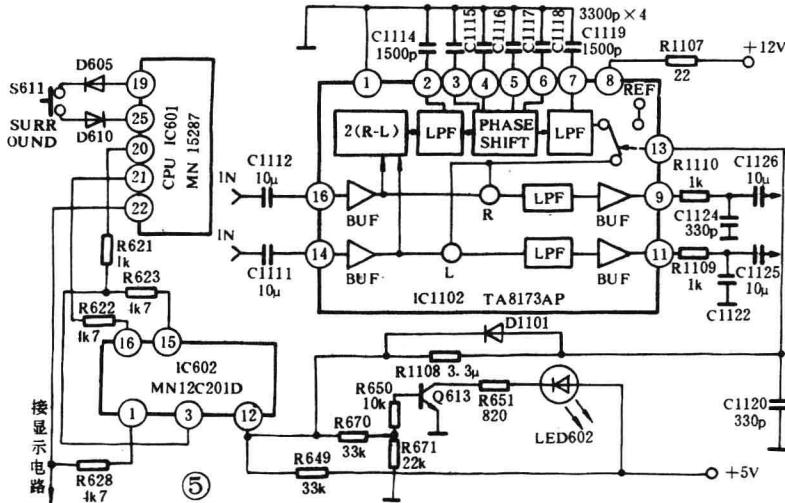 C1115
C1116
C1117
C1118
3300p×4
C1114
1500p
C1119
1500p
R1107
22
+12V
D605
S611
SURR
OUND
D610
19
25
20
21
22
CPU IC601
MN 15287
1
2
3
4
5
6
7
8
REF
2(R-L)
LPF
PHASE
SHIFT
LPF
13
C1112
10μ
IN
16
BUF
R
LPF
BUF
9
R1110
1k
C1126
10μ
C1124
330p
IN
14
BUF
L
LPF
BUF
11
C1111
10μ
R1109
1k
C1125
10μ
C1122
IC1102 TA8173AP
R621
1k
R623
4k7
R622
4k7
16
15
IC602
MN12C201D
1
3
12
D1101
R1108 3.3μ
R650
10k
Q613
R651
820
LED602
C1120
330p
R670
33k
R671
22k
R649
33k
+5V
接显示电路
R628
4k7
⑤